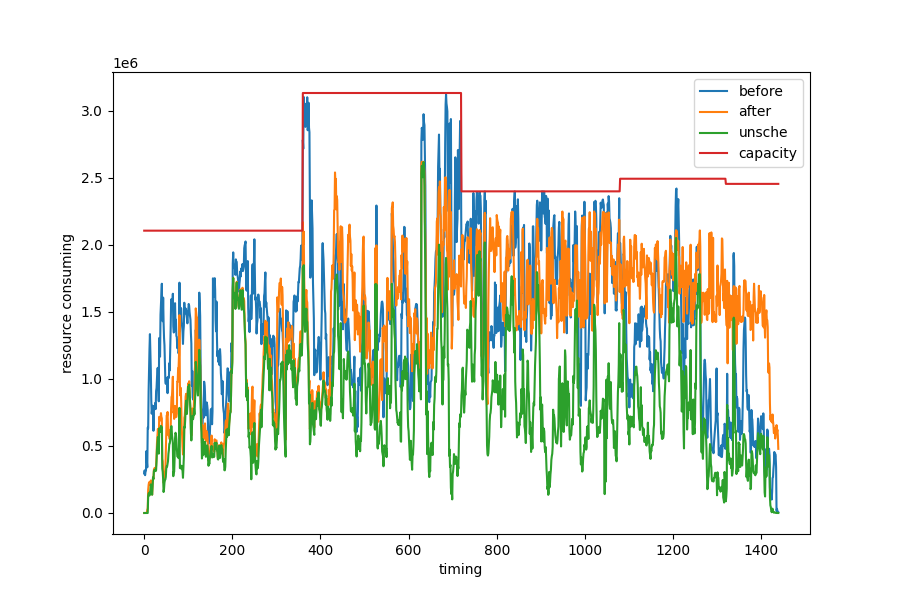 1e6
before
after
unsche
capacity
3.0
2.5
2.0
1.5
1.0
0.5
0.0
resource consuming
0 200 400 600 800 1000 1200 1400
timing